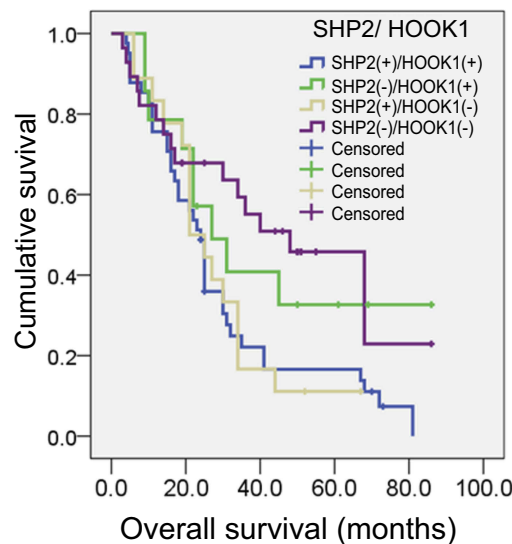 SHP2/ HOOK1
SHP2(+)/HOOK1(+)
SHP2(-)/HOOK1(+)
SHP2(+)/HOOK1(-)
SHP2(-)/HOOK1(-)
Censored
Censored
Censored
Censored
Cumulative suvival
1.0
0.8
0.6
0.4
0.2
0.0
0.0 20.0 40.0 60.0 80.0 100.0
Overall survival (months)